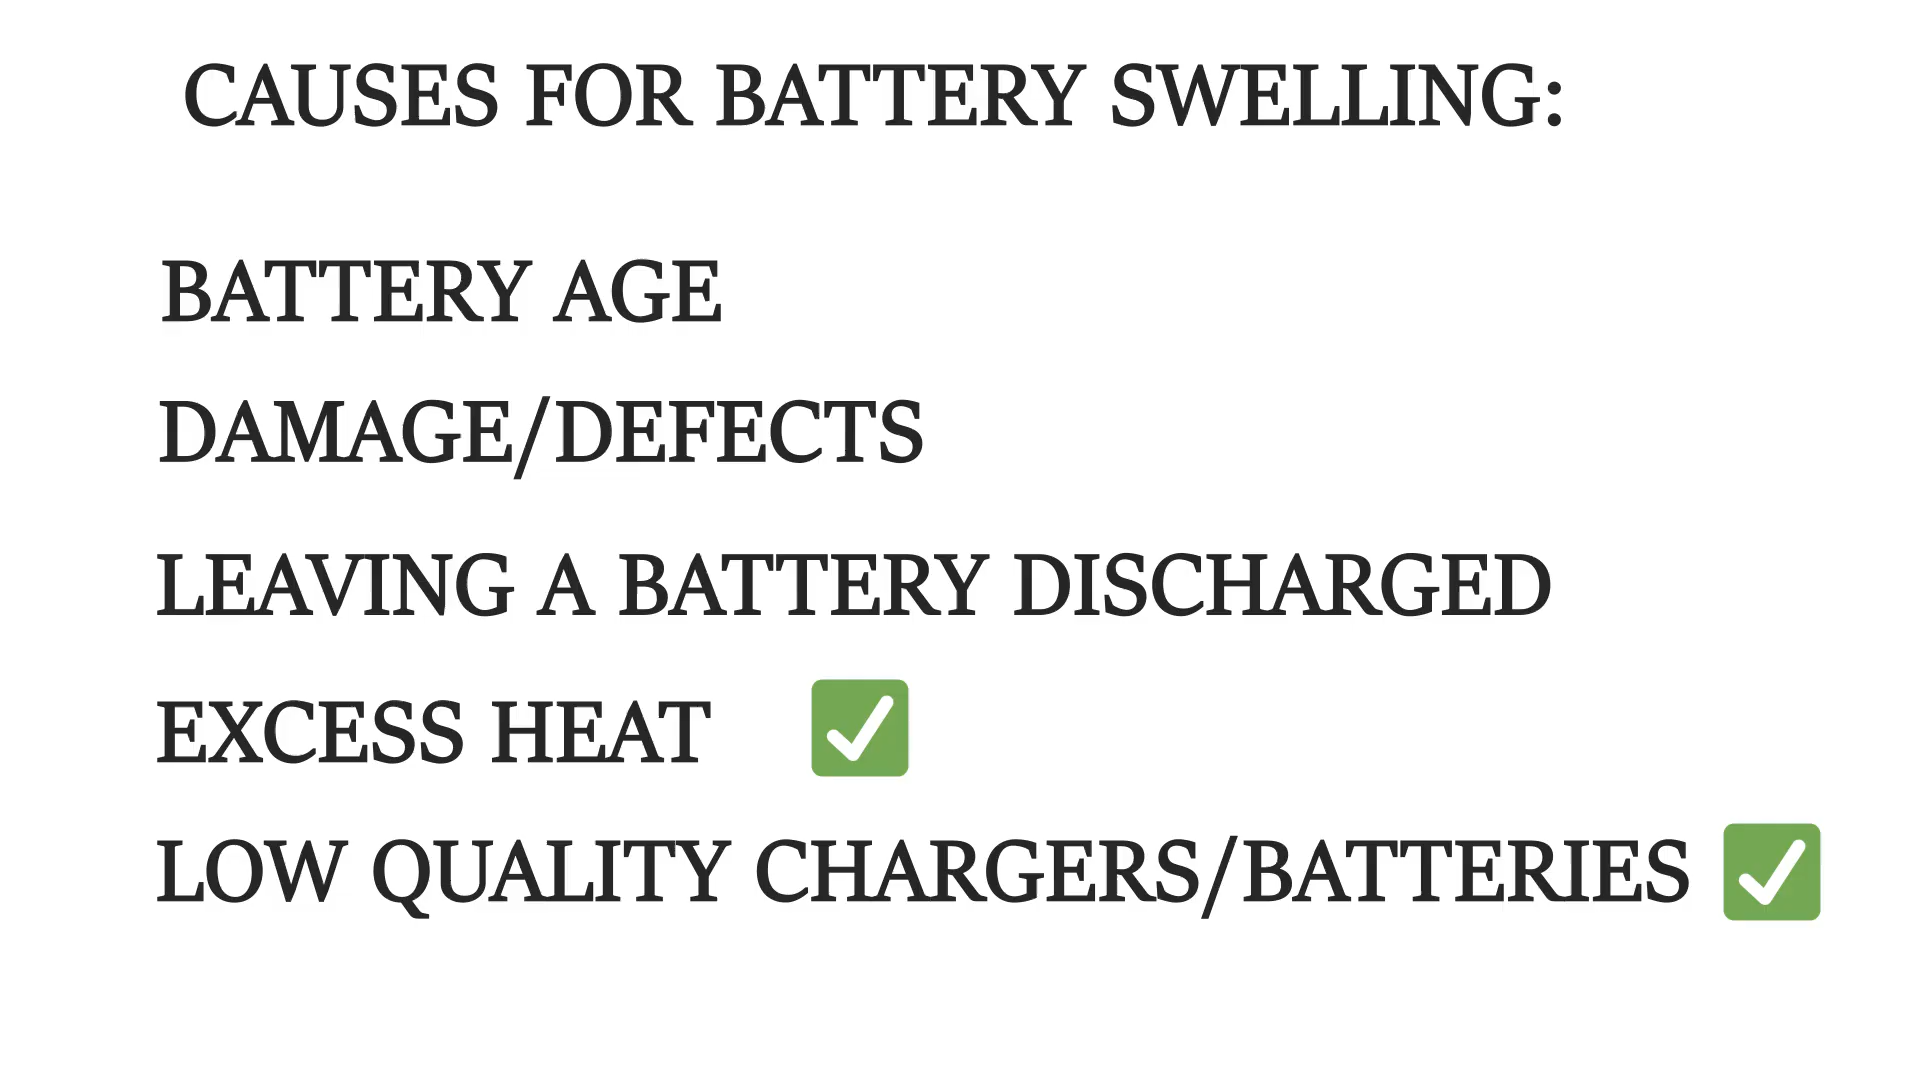 CAUSES FOR BATTERY SWELLING:
BATTERY AGE
DAMAGE/DEFECTS
LEAVING A BATTERY DISCHARGED
EXCESS HEAT ✅
LOW QUALITY CHARGERS/BATTERIES ✅